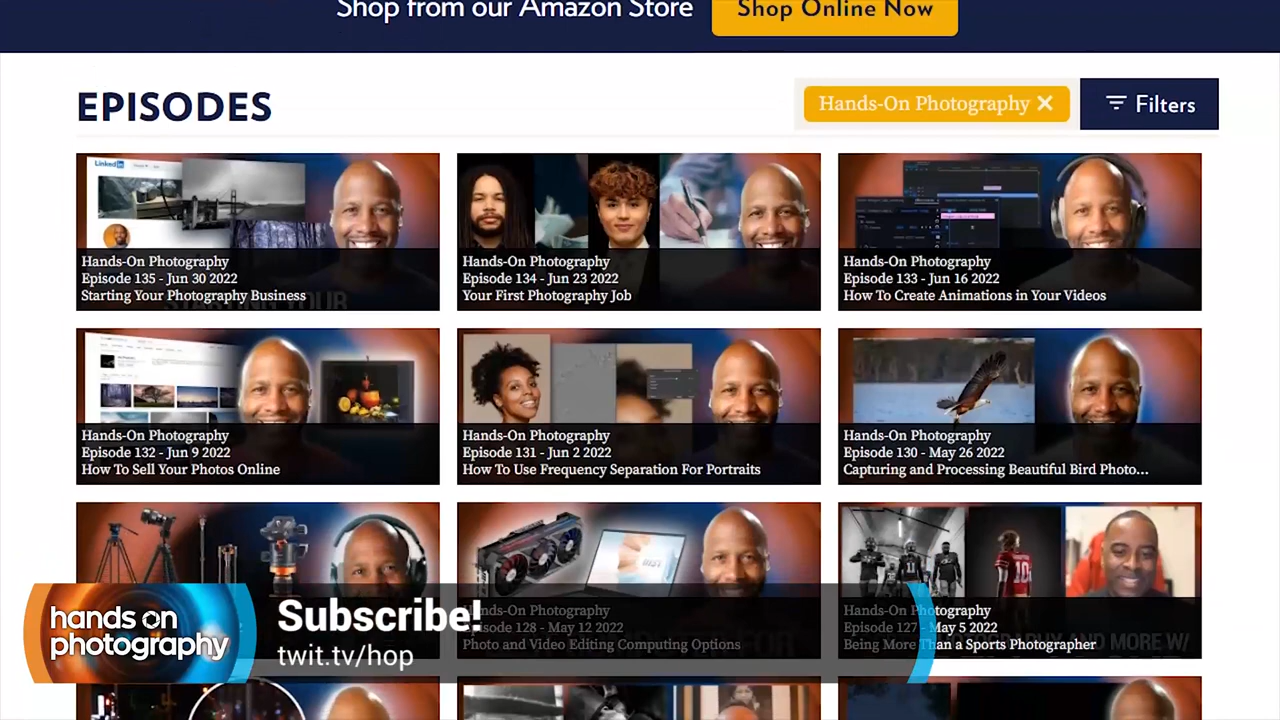 Shop from our Amazon Store
Shop Online Now
EPISODES
Hands-On Photography ✕
Filters
LinkedIn
Hands-On Photography
Episode 135 - Jun 30 2022
Starting Your Photography Business
Hands-On Photography
Episode 134 - Jun 23 2022
Your First Photography Job
Hands-On Photography
Episode 133 - Jun 16 2022
How To Create Animations in Your Videos
Hands-On Photography
Episode 132 - Jun 9 2022
How To Sell Your Photos Online
Hands-On Photography
Episode 131 - Jun 2 2022
How To Use Frequency Separation For Portraits
Hands-On Photography
Episode 130 - May 26 2022
Capturing and Processing Beautiful Bird Photo...
Hands-On Photography
Episode 128 - May 12 2022
Photo and Video Editing Computing Options
Hands-On Photography
Episode 127 - May 5 2022
Being More Than a Sports Photographer
AND MORE W/
hands on
photography
Subscribe!
twit.tv/hop